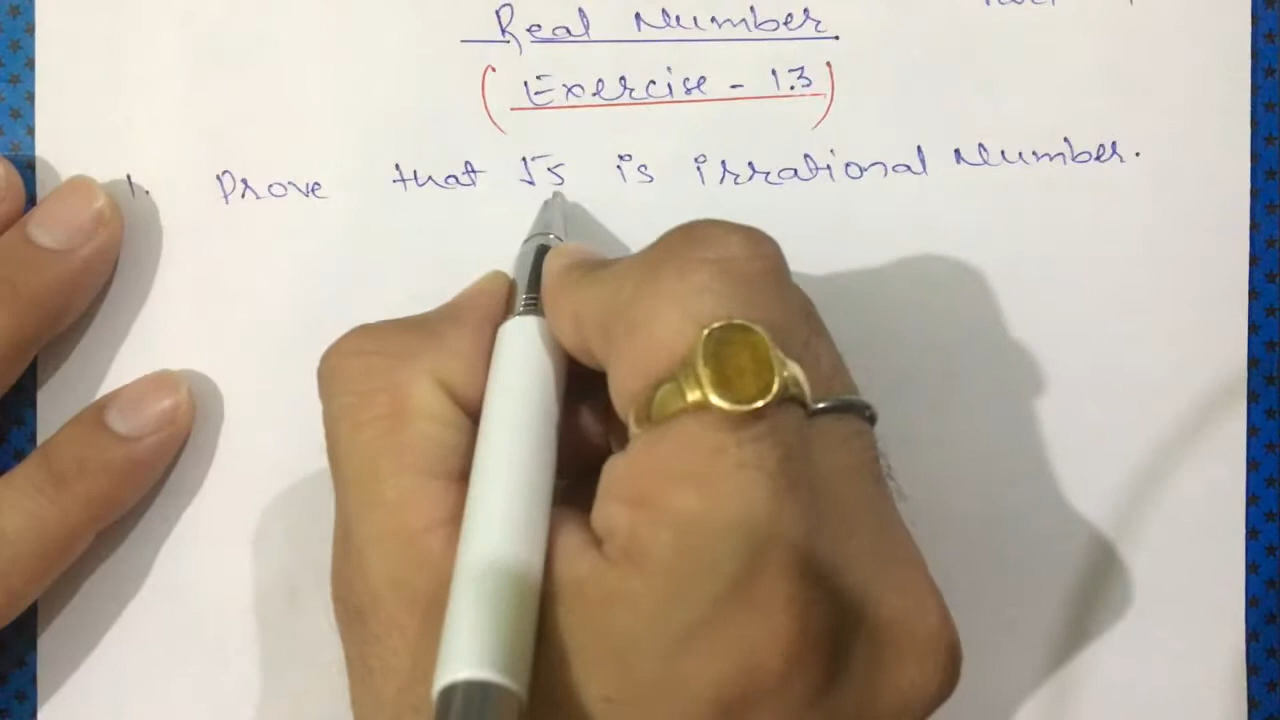 Real Number
(Exercise - 1.3)
1. Prove that √5 is irrational Number.